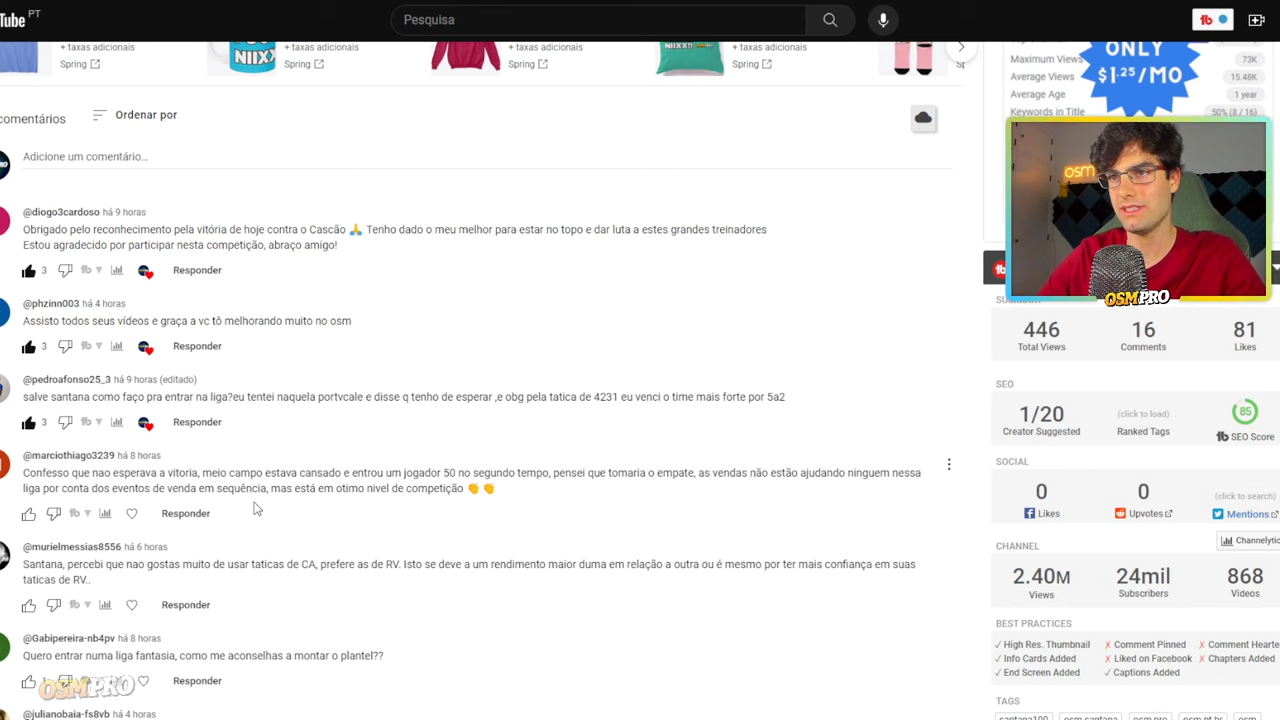 Tube PT
Pesquisa
+ taxas adicionais
Spring
+ taxas adicionais
Spring
+ taxas adicionais
Spring
+ taxas adicionais
Spring
NIIXX
NIIXX!!
ONLY
$1.25/MO
Maximum Views 73K
Average Views 15.48K
Average Age 1 year
Keywords in Title 50% (8 / 16)
comentários
Ordenar por
Adicione um comentário...
@diogo3cardoso há 9 horas
Obrigado pelo reconhecimento pela vitória de hoje contra o Cascão 🙏 Tenho dado o meu melhor para estar no topo e dar luta a estes grandes treinadores
Estou agradecido por participar nesta competição, abraço amigo!
3 Responder
@phzinn003 há 4 horas
Assisto todos seus vídeos e graça a vc tô melhorando muito no osm
3 Responder
@pedroafonso25_3 há 9 horas (editado)
salve santana como faço pra entrar na liga?eu tentei naquela portvcale e disse q tenho de esperar ,e obg pela tatica de 4231 eu venci o time mais forte por 5a2
3 Responder
@marciothiago3239 há 8 horas
Confesso que nao esperava a vitoria, meio campo estava cansado e entrou um jogador 50 no segundo tempo, pensei que tomaria o empate, as vendas não estão ajudando ninguem nessa
liga por conta dos eventos de venda em sequência, mas está em otimo nivel de competição 👏 👏
Responder
@murielmessias8556 há 6 horas
Santana, percebi que nao gostas muito de usar taticas de CA, prefere as de RV. Isto se deve a um rendimento maior duma em relação a outra ou é mesmo por ter mais confiança em suas
taticas de RV..
Responder
@Gabipereira-nb4pv há 8 horas
Quero entrar numa liga fantasia, como me aconselhas a montar o plantel??
Responder
OSMPRO
@julianobaia-fs8vb há 4 horas
osm
OSMPRO
446 16 81
Total Views Comments Likes
SEO
1/20 (click to load) 85
Creator Suggested Ranked Tags SEO Score
SOCIAL
0 0 (click to search)
Likes Upvotes Mentions
CHANNEL Channelytic
2.40M 24mil 868
Views Subscribers Videos
BEST PRACTICES
✓ High Res. Thumbnail ✗ Comment Pinned ✗ Comment Hearte
✓ Info Cards Added ✗ Liked on Facebook ✗ Chapters Added
✓ End Screen Added ✓ Captions Added
TAGS
santana100 osm santana osm pro osm pt br osm